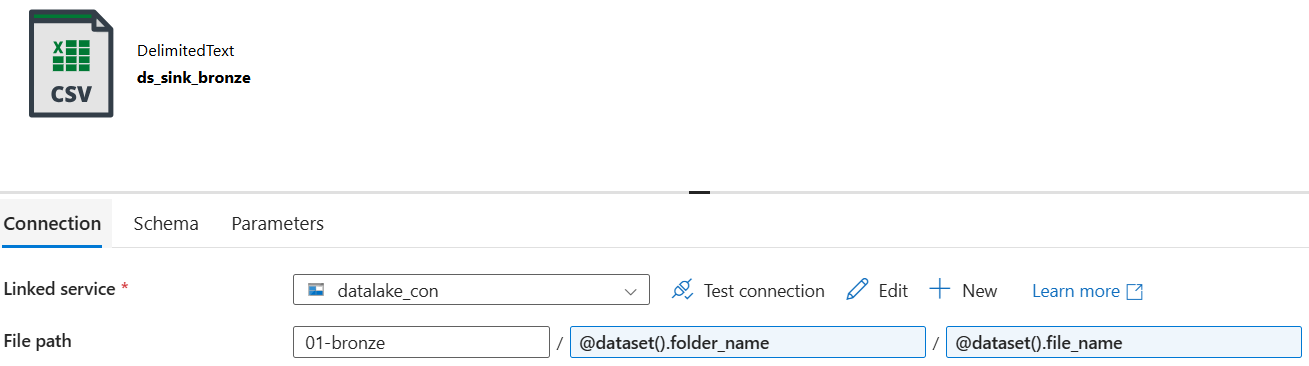 X
CSV
DelimitedText
ds_sink_bronze
Connection Schema Parameters
Linked service * datalake_con Test connection Edit New Learn more
File path 01-bronze / @dataset().folder_name / @dataset().file_name